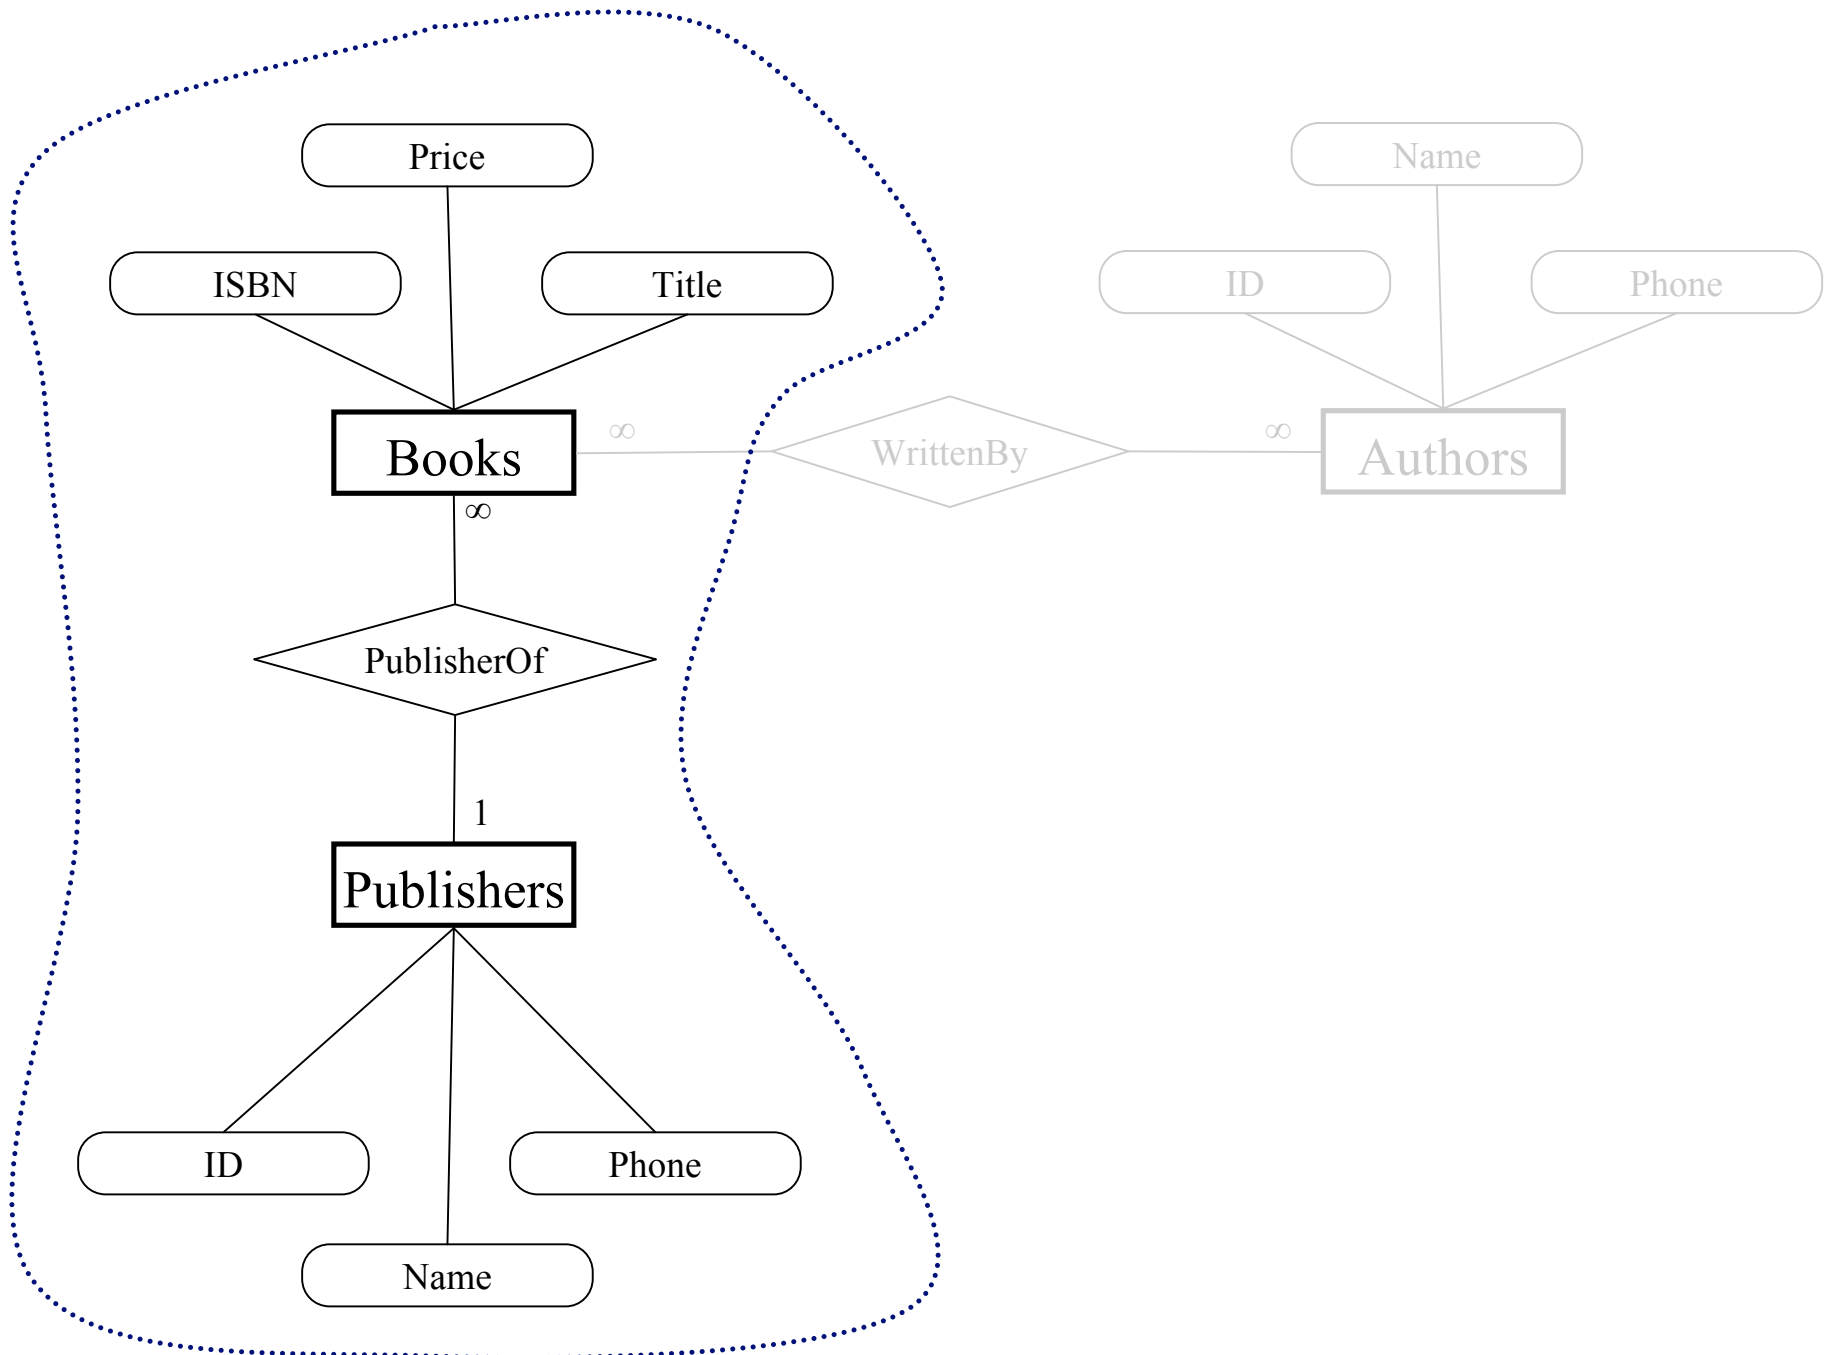 Price
Name
ISBN
Title
ID
Phone
Books
∞
WrittenBy
∞
Authors
∞
PublisherOf
1
Publishers
ID
Phone
Name